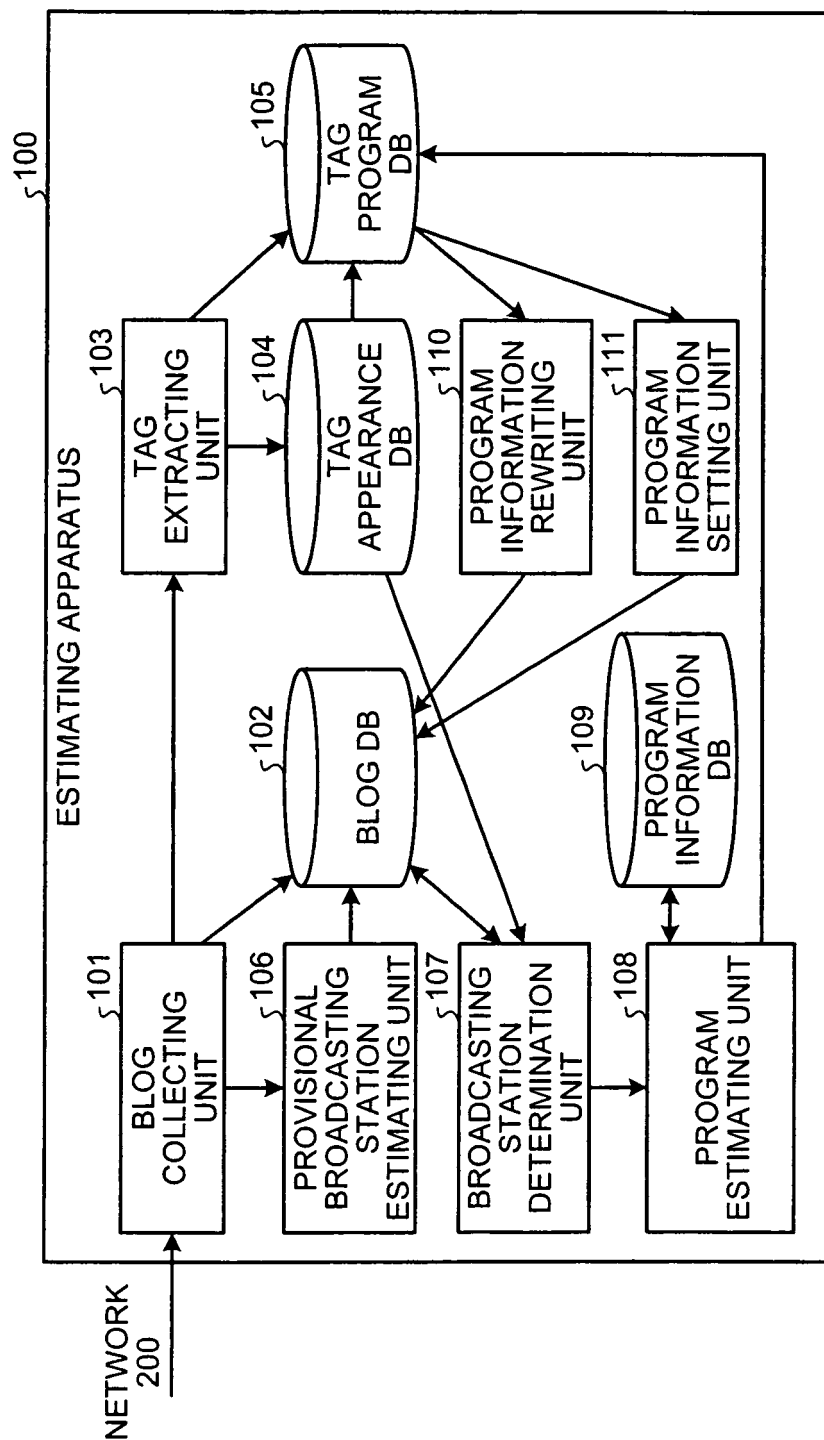 100
ESTIMATING APPARATUS
NETWORK
200
101
BLOG
COLLECTING
UNIT
103
TAG
EXTRACTING
UNIT
105
TAG
PROGRAM
DB
106
PROVISIONAL
BROADCASTING
STATION
ESTIMATING UNIT
102
BLOG DB
104
TAG
APPEARANCE
DB
107
BROADCASTING
STATION
DETERMINATION
UNIT
110
PROGRAM
INFORMATION
REWRITING
UNIT
108
PROGRAM
ESTIMATING UNIT
109
PROGRAM
INFORMATION
DB
111
PROGRAM
INFORMATION
SETTING UNIT